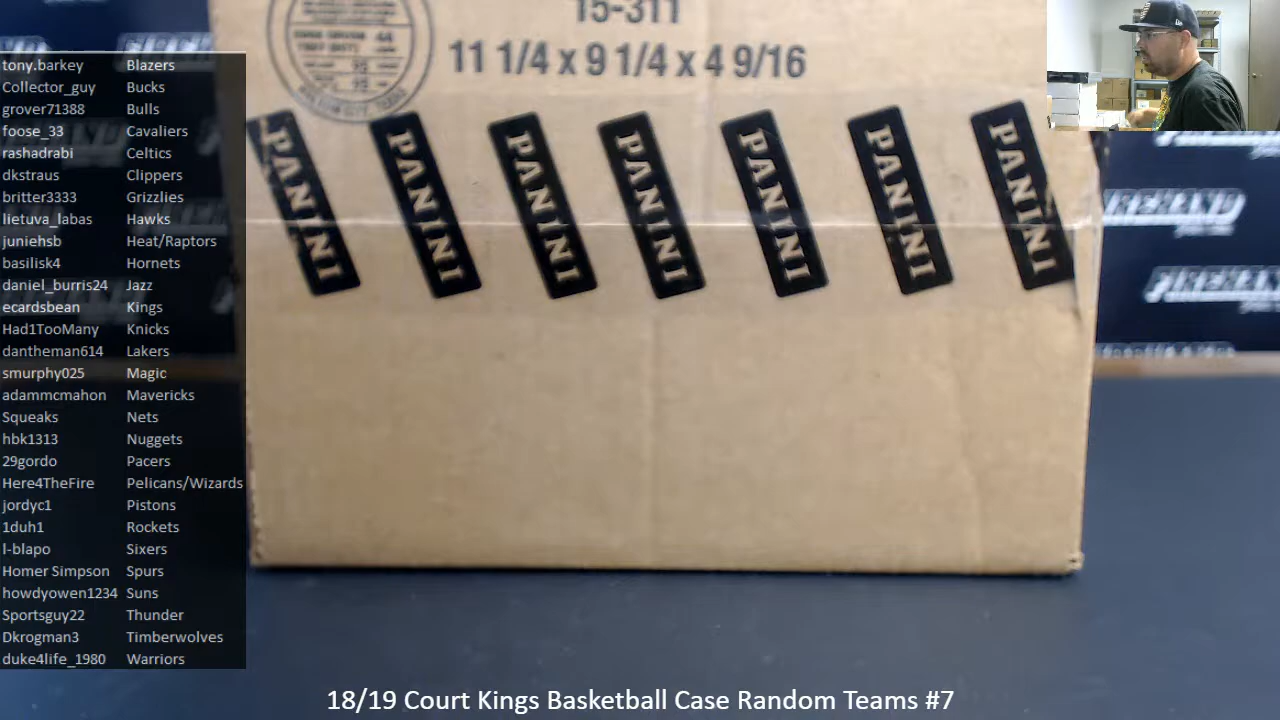 15-311
11 1/4 x 9 1/4 x 4 9/16
PANINI PANINI PANINI PANINI PANINI PANINI PANINI
tony.barkey Blazers
Collector_guy Bucks
grover71388 Bulls
foose_33 Cavaliers
rashadrabi Celtics
dkstraus Clippers
britter3333 Grizzlies
lietuva_labas Hawks
juniehsb Heat/Raptors
basilisk4 Hornets
daniel_burris24 Jazz
ecardsbean Kings
Had1TooMany Knicks
dantheman614 Lakers
smurphy025 Magic
adammcmahon Mavericks
Squeaks Nets
hbk1313 Nuggets
29gordo Pacers
Here4TheFire Pelicans/Wizards
jordyc1 Pistons
1duh1 Rockets
l-blapo Sixers
Homer Simpson Spurs
howdyowen1234 Suns
Sportsguy22 Thunder
Dkrogman3 Timberwolves
duke4life_1980 Warriors
FIREHAND
18/19 Court Kings Basketball Case Random Teams #7